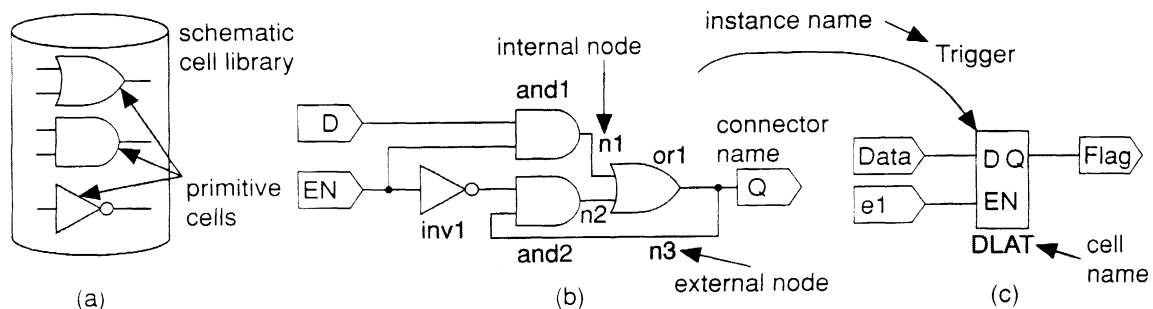 schematic
cell library
primitive
cells
(a)
internal node
and1
D
n1
or1
connector
name
EN
Q
inv1
n2
and2
n3
external node
(b)
instance name
Trigger
Data
D Q
Flag
e1
EN
DLAT
cell
name
(c)